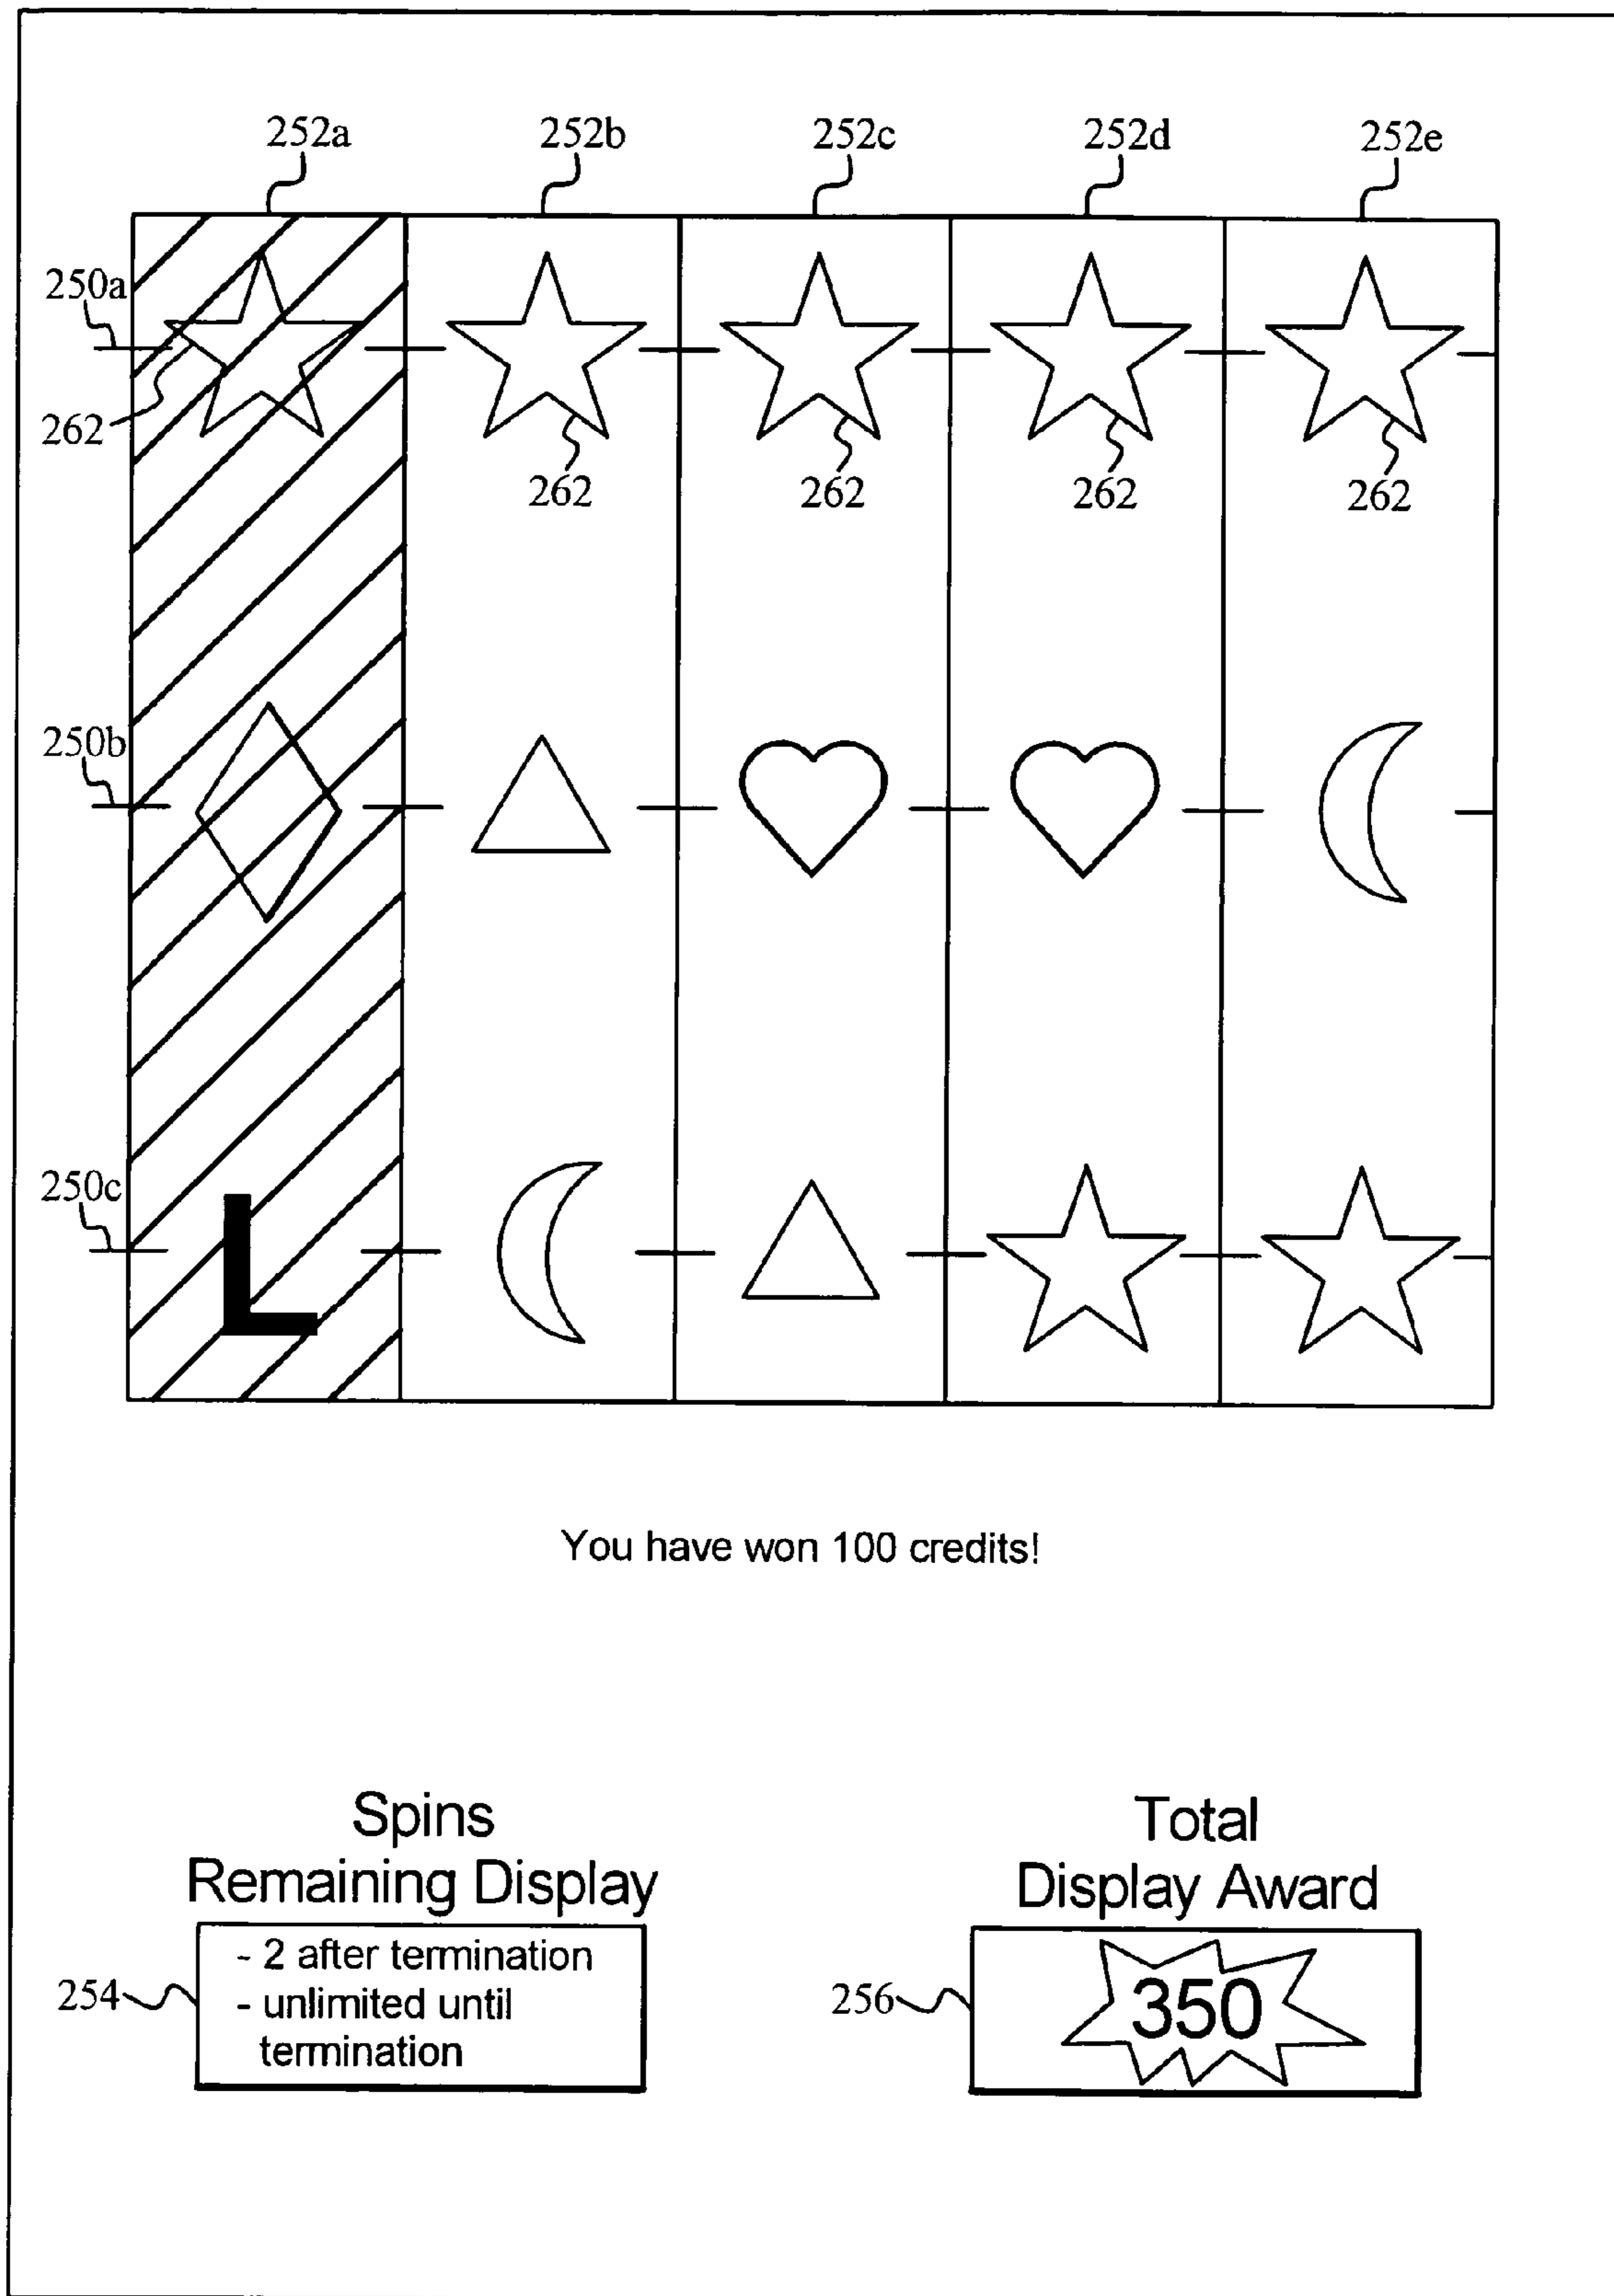 252a 252b 252c 252d 252e
250a
262
262 262 262 262
250b
250c
L
You have won 100 credits!
Spins
Remaining Display
- 2 after termination
- unlimited until
termination
254
Total
Display Award
350
256